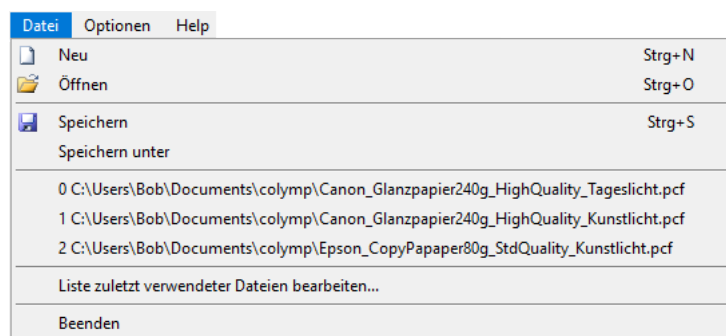 Datei Optionen Help
Neu Strg+N
Öffnen Strg+O
Speichern Strg+S
Speichern unter
0 C:\Users\Bob\Documents\colymp\Canon_Glanzpapier240g_HighQuality_Tageslicht.pcf
1 C:\Users\Bob\Documents\colymp\Canon_Glanzpapier240g_HighQuality_Kunstlicht.pcf
2 C:\Users\Bob\Documents\colymp\Epson_CopyPapaper80g_StdQuality_Kunstlicht.pcf
Liste zuletzt verwendeter Dateien bearbeiten...
Beenden